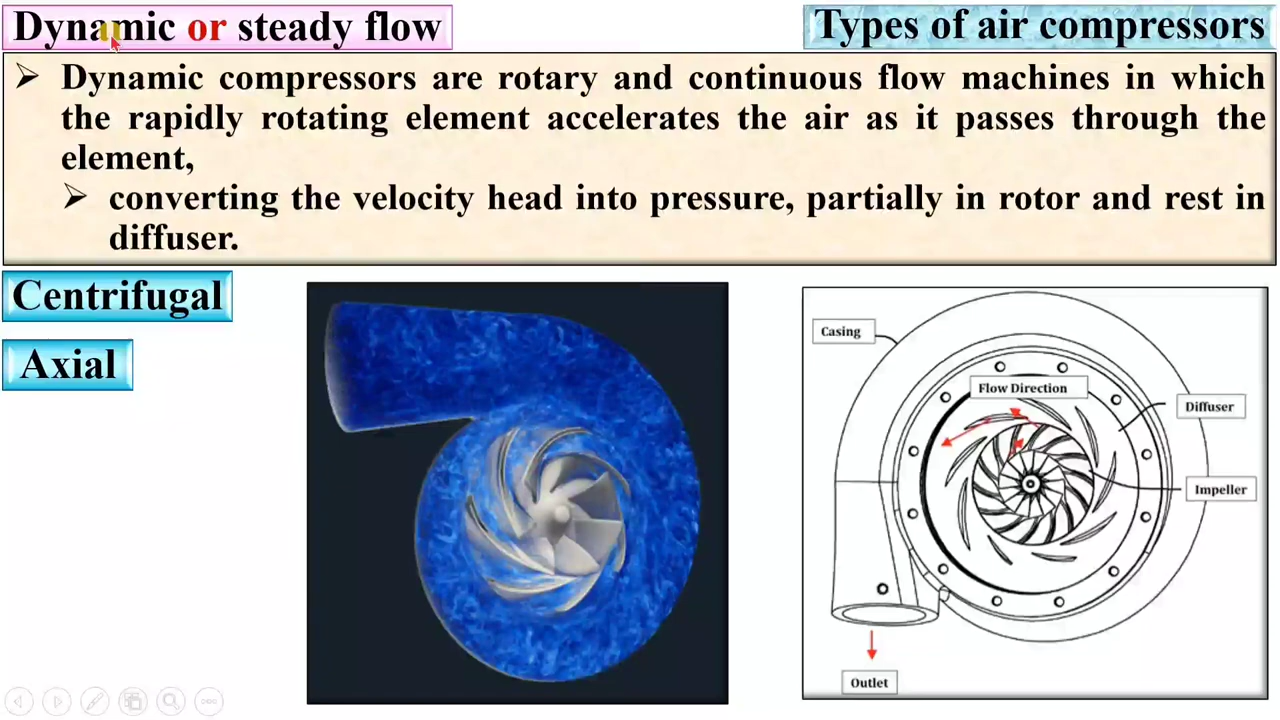 Dynamic or steady flow
Types of air compressors
➢ Dynamic compressors are rotary and continuous flow machines in which
the rapidly rotating element accelerates the air as it passes through the
element,
➢ converting the velocity head into pressure, partially in rotor and rest in
diffuser.
Centrifugal
Axial
Casing
Flow Direction
Diffuser
Impeller
Outlet